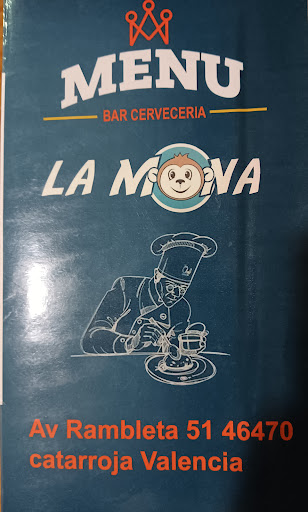 MENU
BAR CERVECERIA
LA MONA
Av Rambleta 51 46470
catarroja Valencia